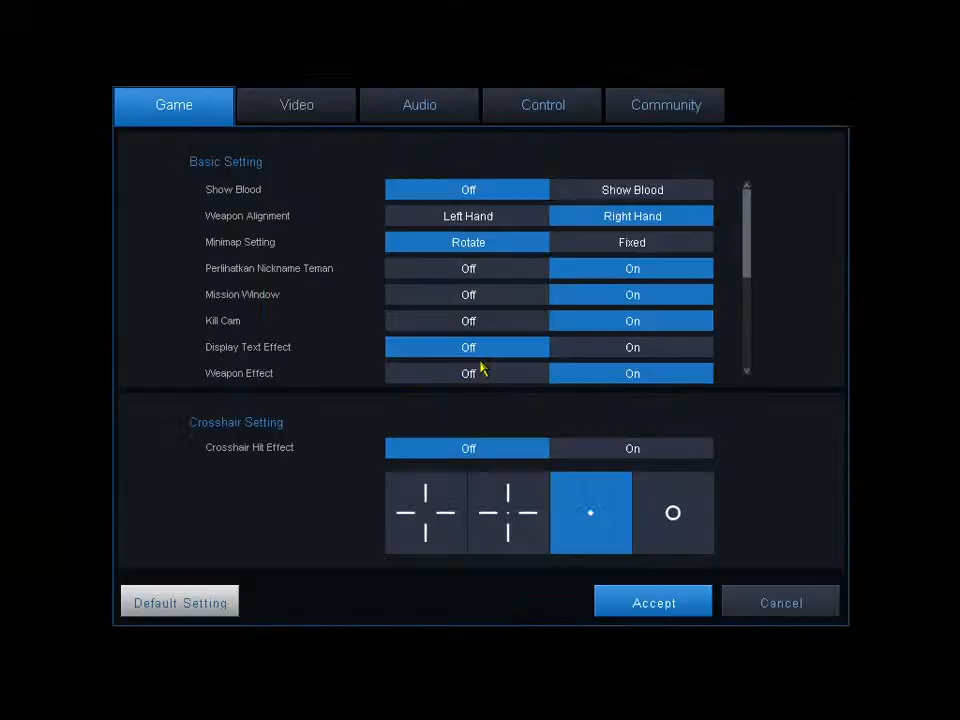 Game Video Audio Control Community
Basic Setting
Show Blood Off Show Blood
Weapon Alignment Left Hand Right Hand
Minimap Setting Rotate Fixed
Perlihatkan Nickname Teman Off On
Mission Window Off On
Kill Cam Off On
Display Text Effect Off On
Weapon Effect Off On
Crosshair Setting
Crosshair Hit Effect Off On
Default Setting Accept Cancel